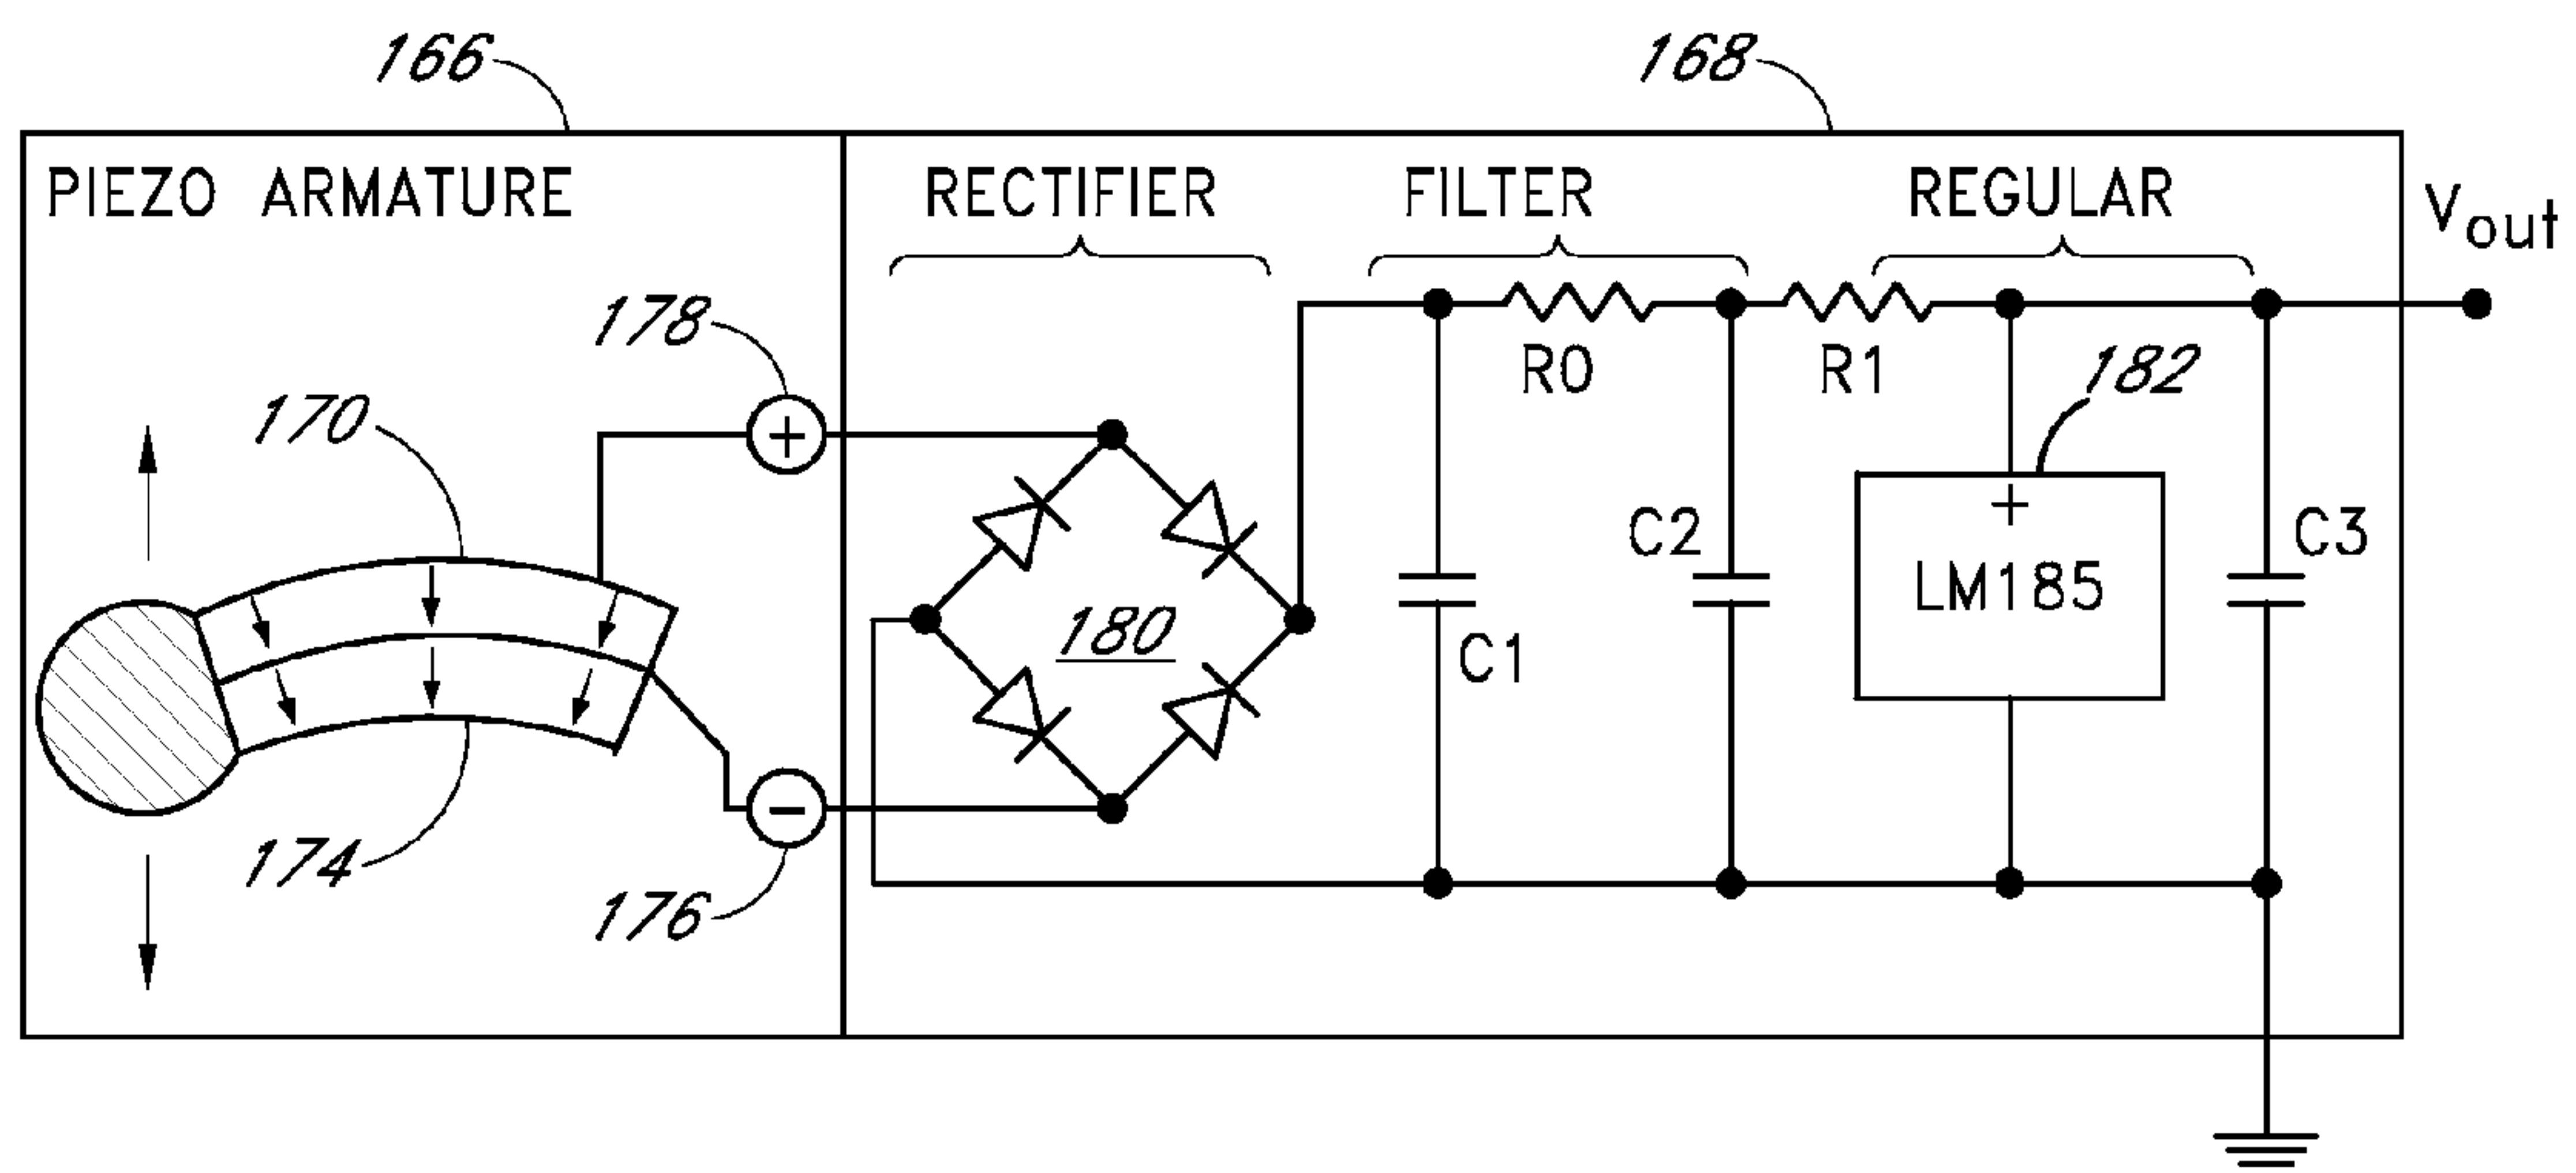 166
168
PIEZO ARMATURE
RECTIFIER
FILTER
REGULAR
Vout
178
170
R0
R1
182
+
+
C2
LM185
C3
180
C1
−
174
176